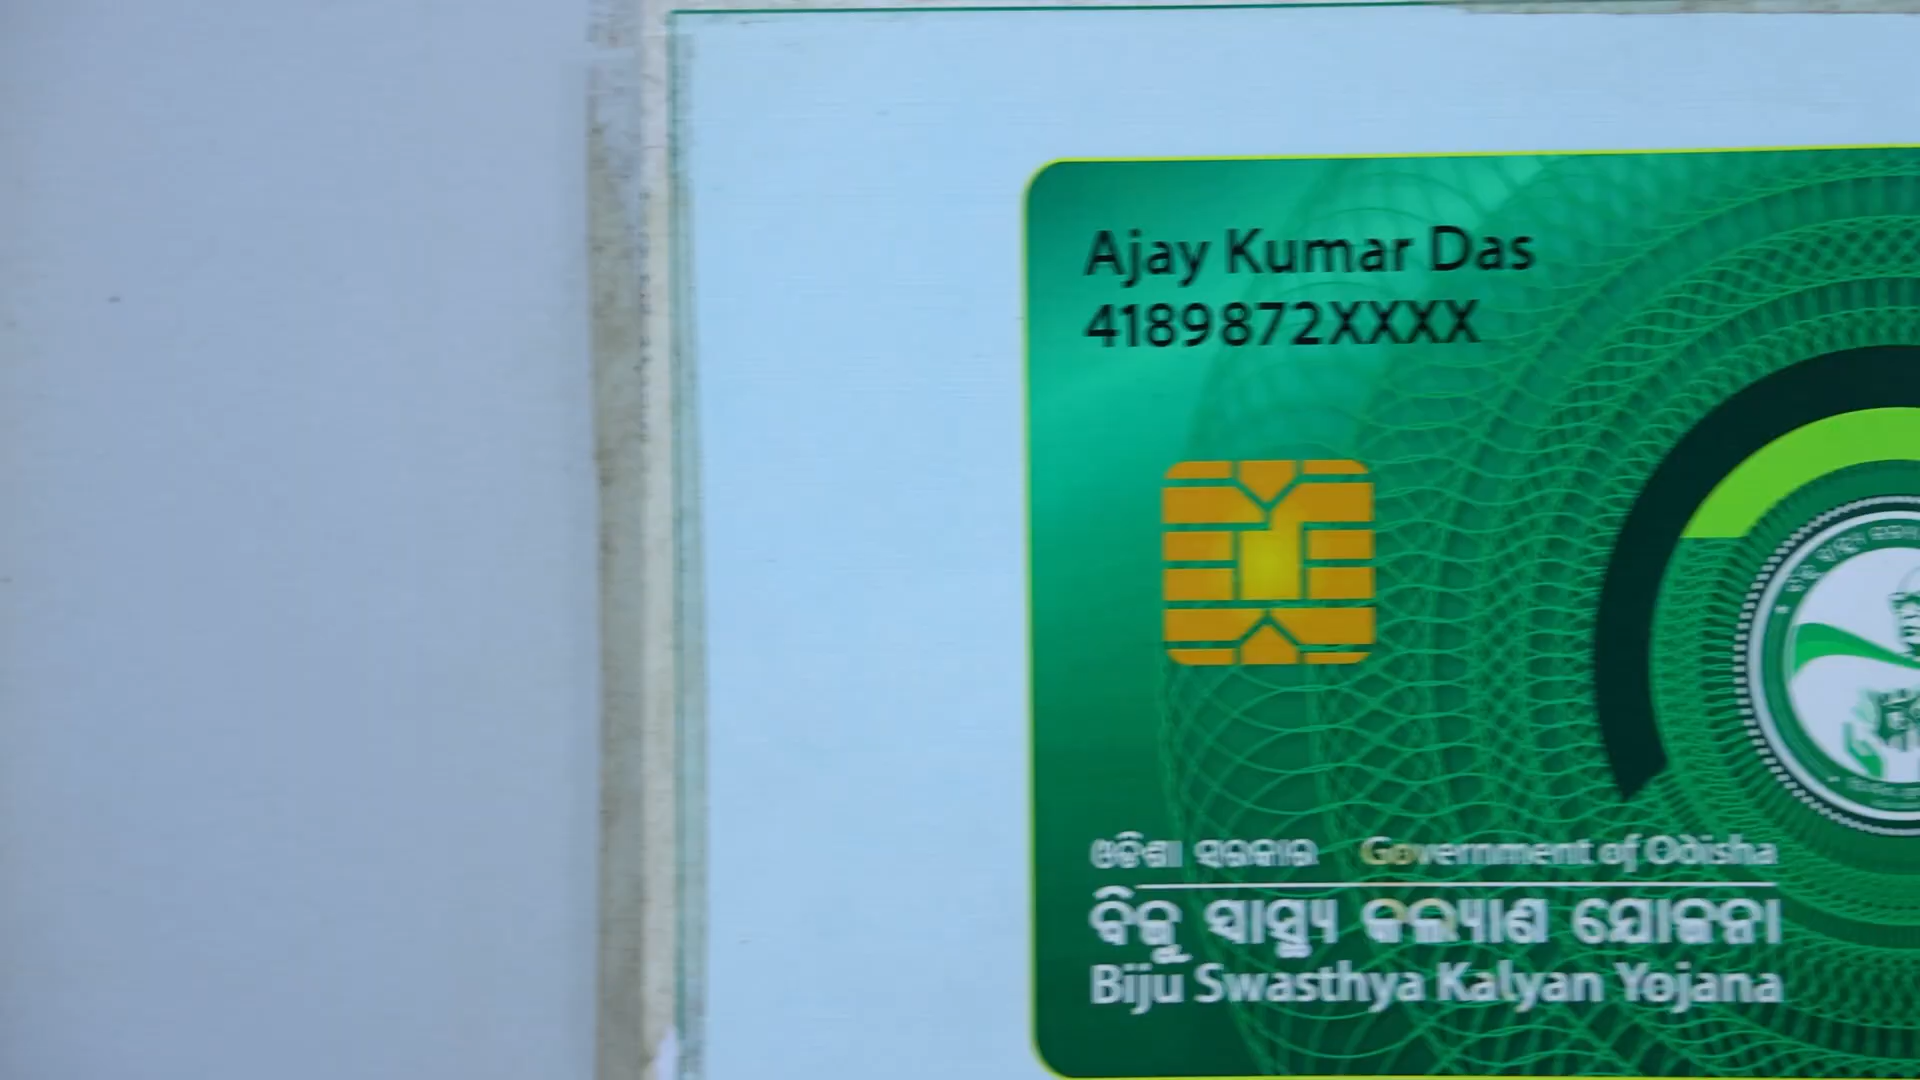 Ajay Kumar Das
4189872XXXX
ଓଡିଶା ସରକାର Government of Odisha
ବିଜୁ ସ୍ୱାସ୍ଥ୍ୟ କଲ୍ୟାଣ ଯୋଜନା
Biju Swasthya Kalyan Yojana